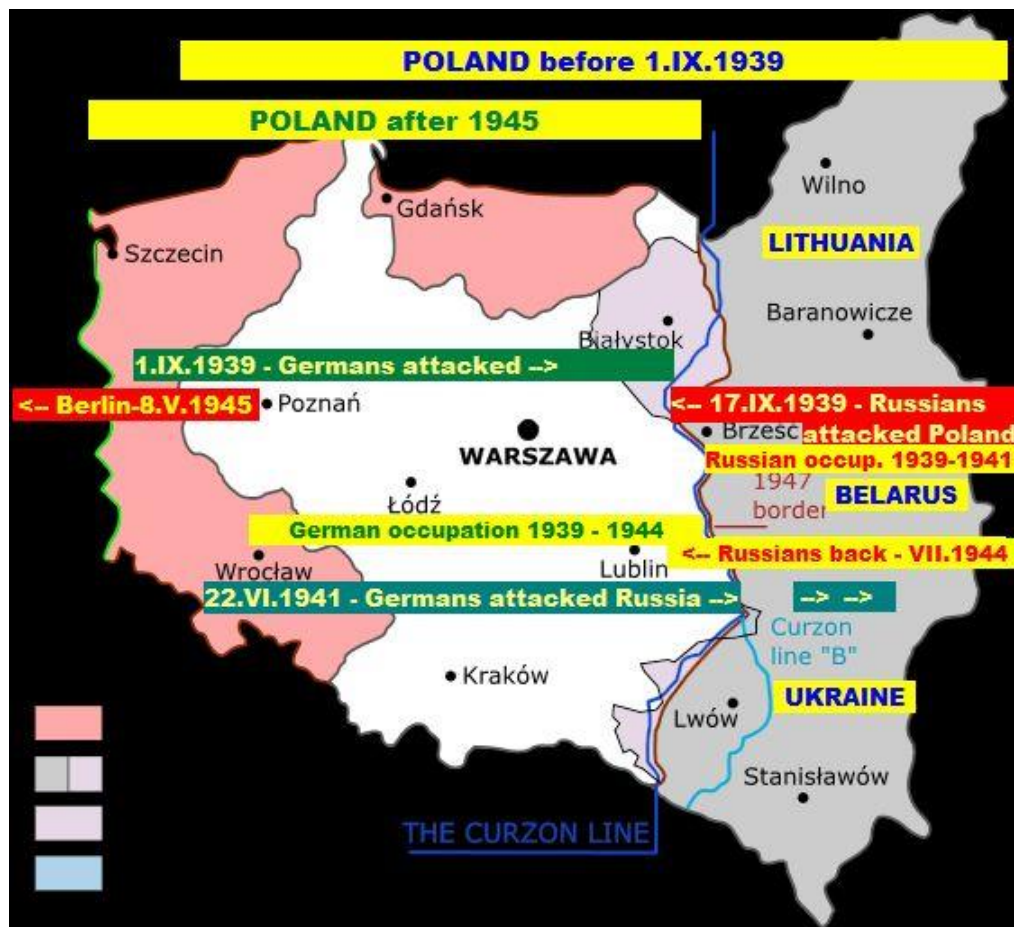 POLAND before 1.IX.1939
POLAND after 1945
Wilno
Gdańsk
LITHUANIA
Szczecin
Baranowicze
Białystok
1.IX.1939 - Germans attacked -->
<-- Berlin-8.V.1945
Poznań
<-- 17.IX.1939 - Russians
attacked Poland
Brześć
WARSZAWA
Russian occup. 1939-1941
1947
border
BELARUS
Łódź
German occupation 1939 - 1944
<-- Russians back - VII.1944
Wrocław
Lublin
22.VI.1941 - Germans attacked Russia -->
--> -->
Curzon
line "B"
Kraków
UKRAINE
Lwów
Stanisławów
THE CURZON LINE